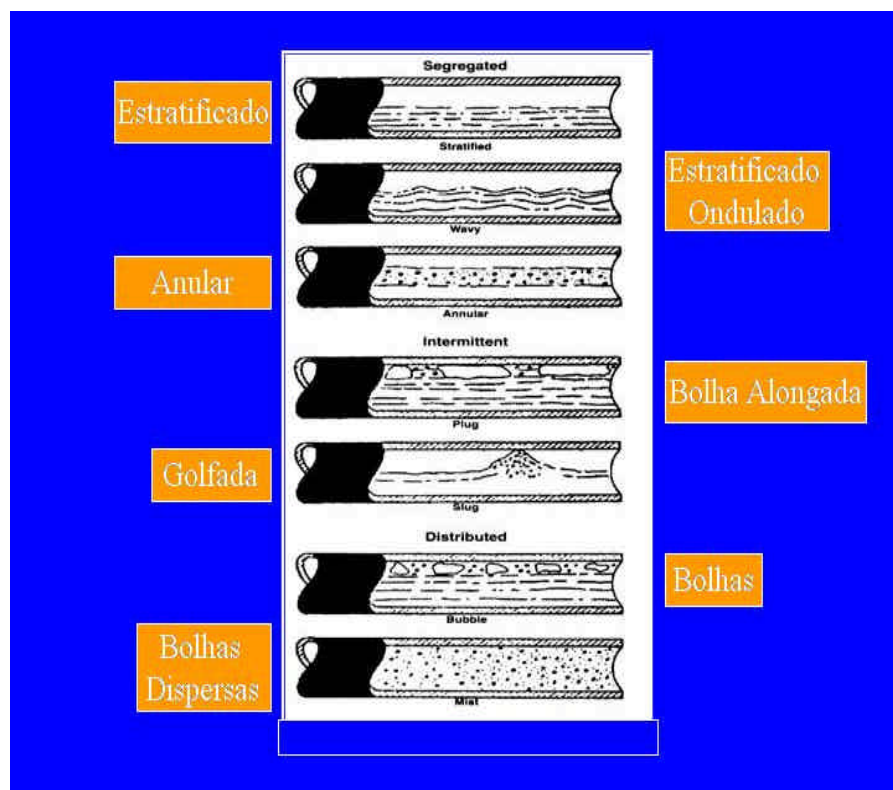 Segregated
Estratificado
Stratified
Estratificado
Ondulado
Wavy
Anular
Annular
Intermittent
Bolha Alongada
Plug
Golfada
Slug
Distributed
Bolhas
Bubble
Bolhas
Dispersas
Mist